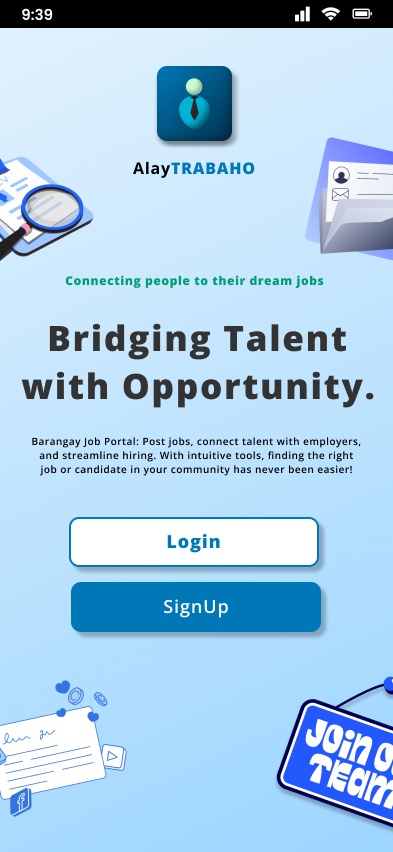 9:39
AlayTRABAHO
Connecting people to their dream jobs
Bridging Talent
with Opportunity.
Barangay Job Portal: Post jobs, connect talent with employers,
and streamline hiring. With intuitive tools, finding the right
job or candidate in your community has never been easier!
Login
SignUp
JOIN
TEAM